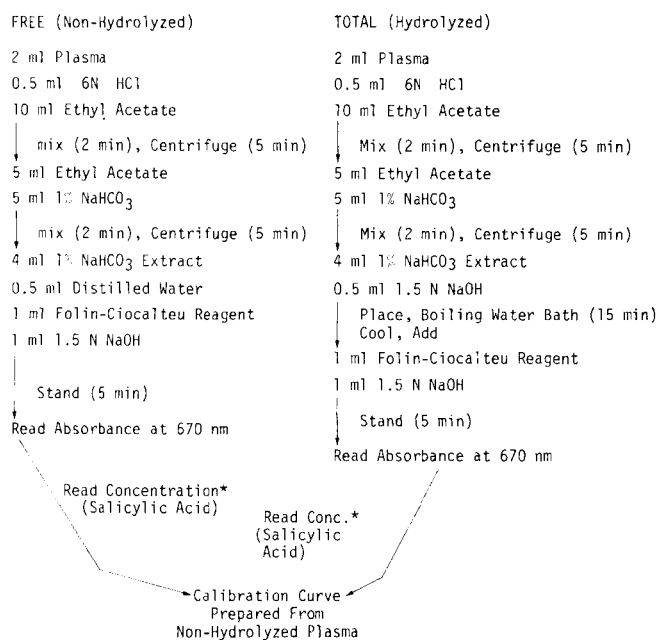 FREE (Non-Hydrolyzed)
2 ml Plasma
0.5 ml 6N HCl
10 ml Ethyl Acetate
mix (2 min), Centrifuge (5 min)
5 ml Ethyl Acetate
5 ml 1% NaHCO3
mix (2 min), Centrifuge (5 min)
4 ml 1% NaHCO3 Extract
0.5 ml Distilled Water
1 ml Folin-Ciocalteu Reagent
1 ml 1.5 N NaOH
Stand (5 min)
Read Absorbance at 670 nm
Read Concentration*
(Salicylic Acid)
TOTAL (Hydrolyzed)
2 ml Plasma
0.5 ml 6N HCl
10 ml Ethyl Acetate
Mix (2 min), Centrifuge (5 min)
5 ml Ethyl Acetate
5 ml 1% NaHCO3
Mix (2 min), Centrifuge (5 min)
4 ml 1% NaHCO3 Extract
0.5 ml 1.5 N NaOH
Place, Boiling Water Bath (15 min)
Cool, Add
1 ml Folin-Ciocalteu Reagent
1 ml 1.5 N NaOH
Stand (5 min)
Read Absorbance at 670 nm
Read Conc.*
(Salicylic
Acid)
Calibration Curve
Prepared From
Non-Hydrolyzed Plasma